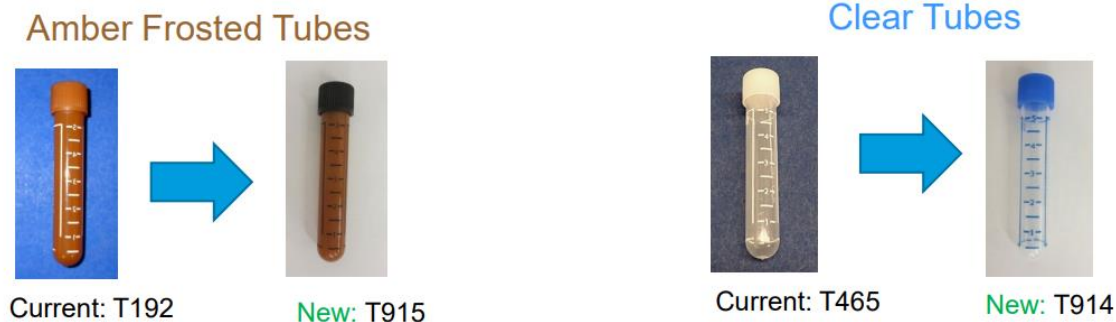 Amber Frosted Tubes
Clear Tubes
Current: T192
New: T915
Current: T465
New: T914